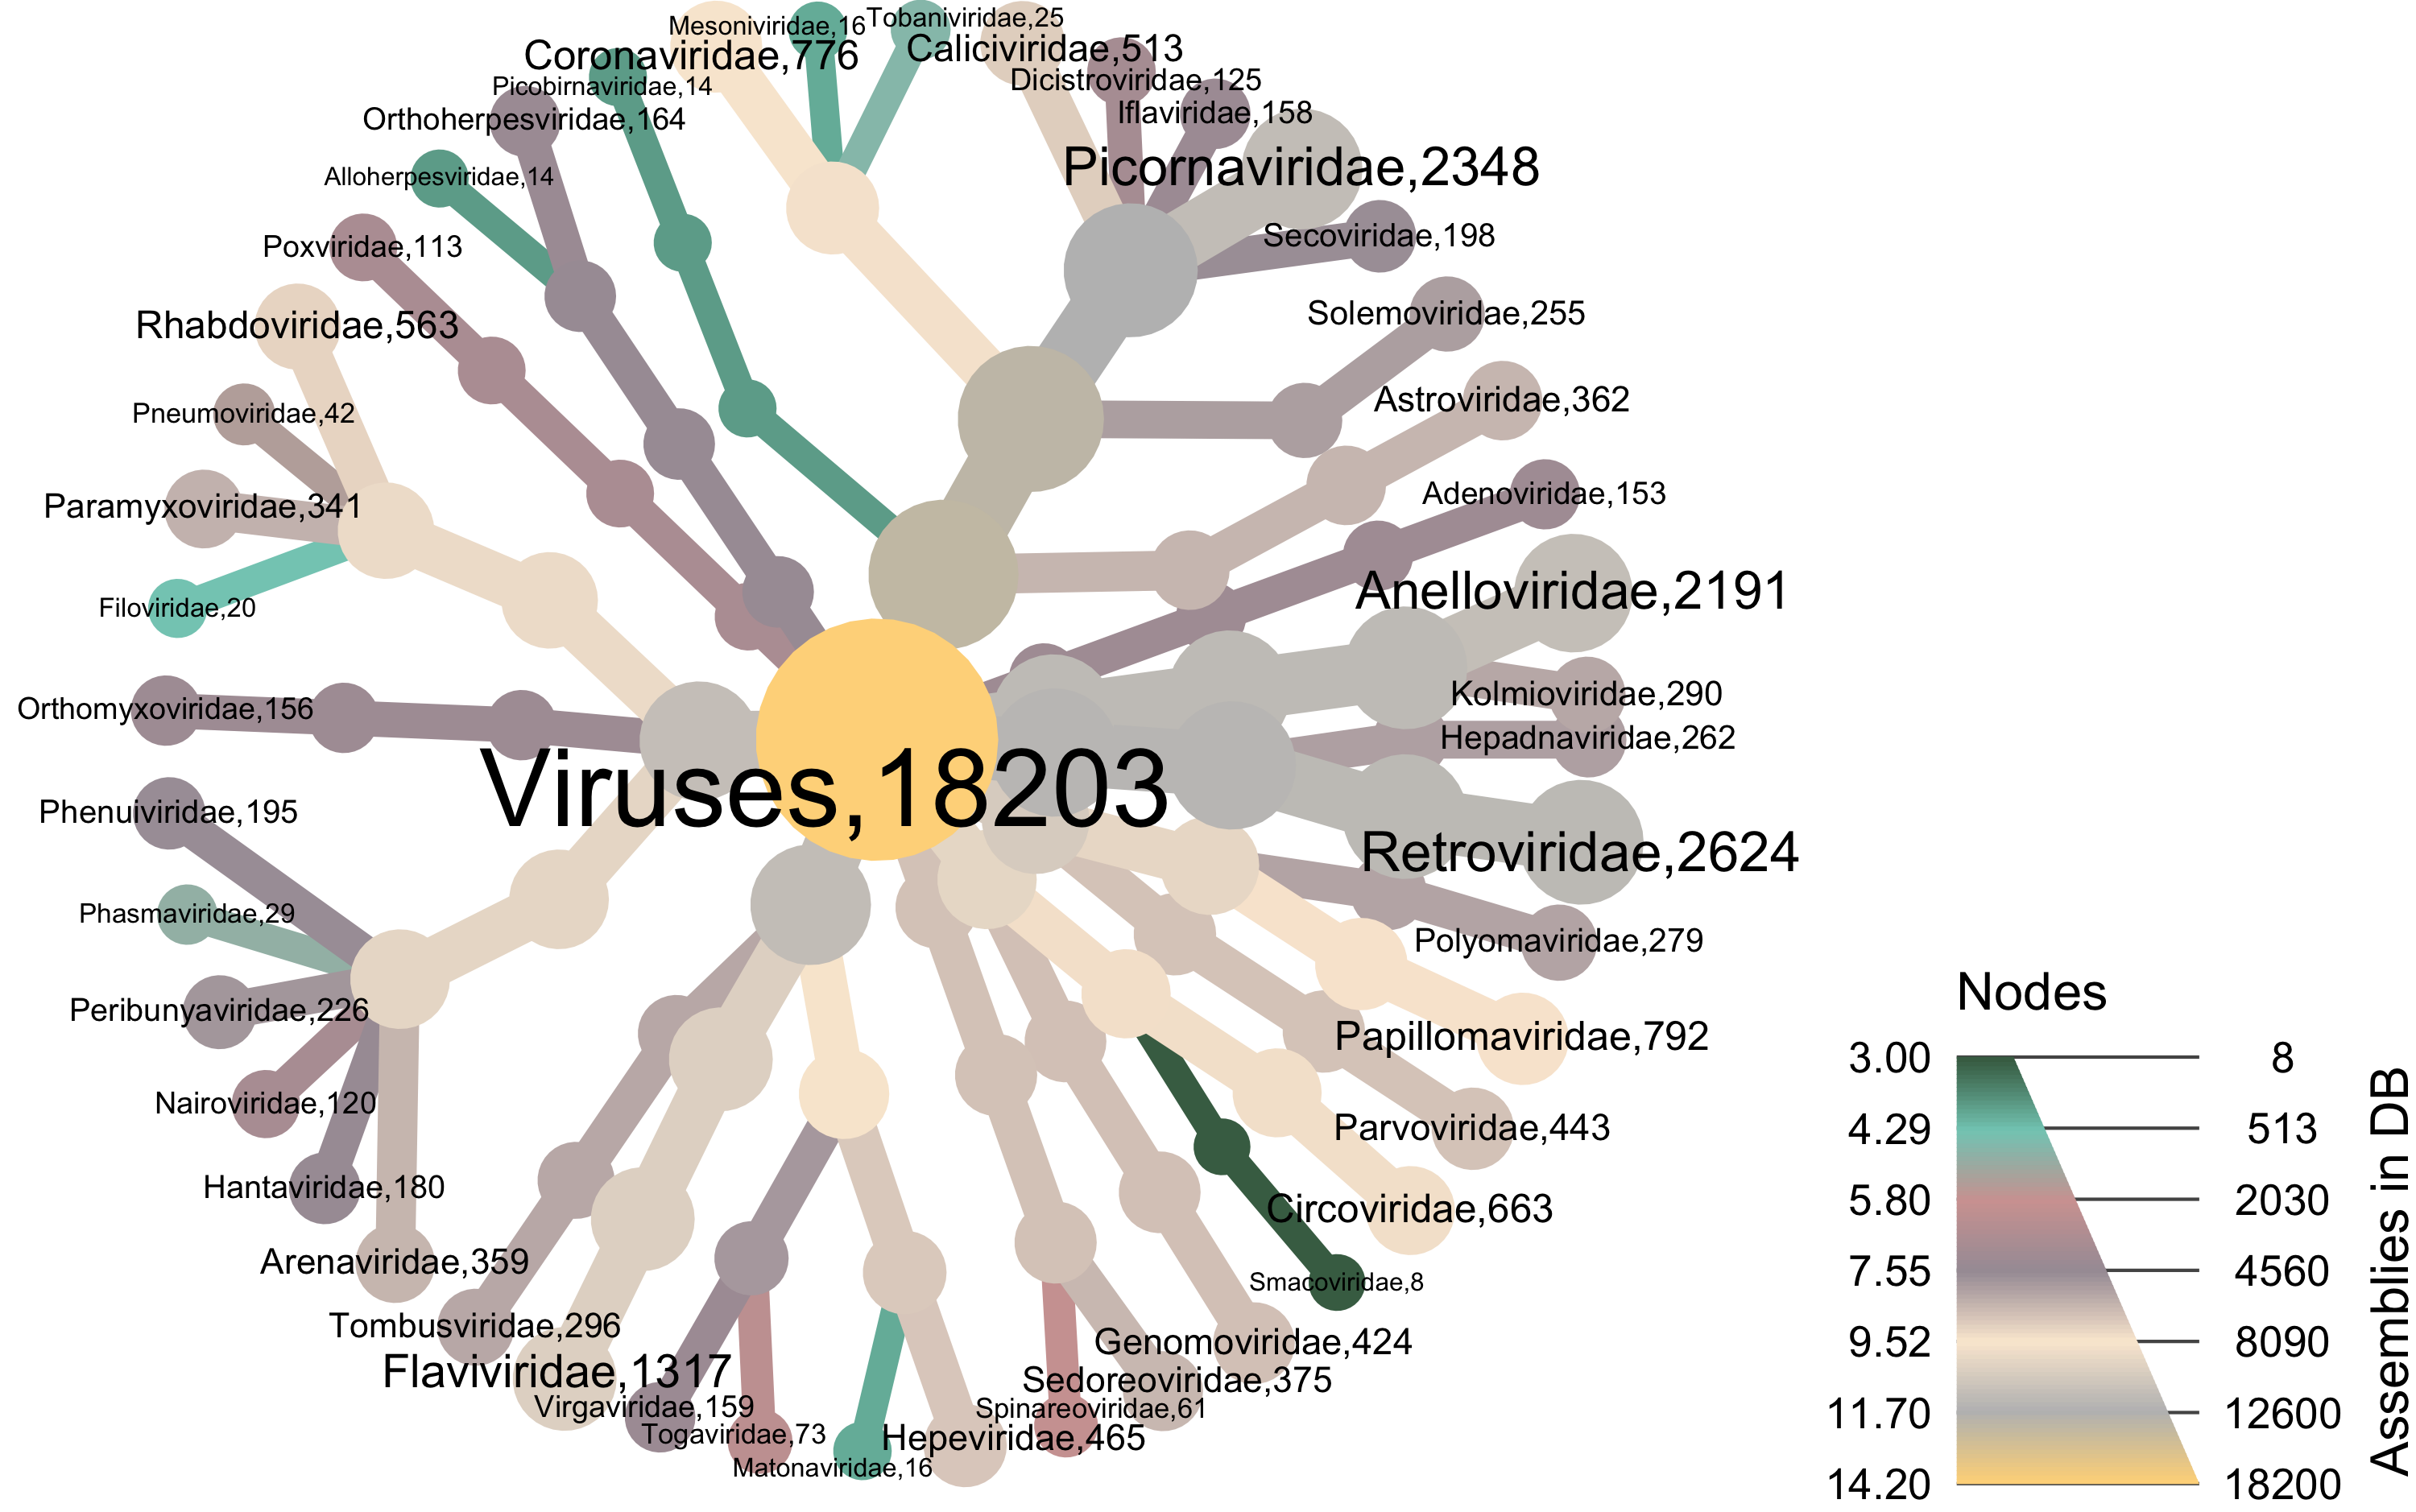 Mesoniviridae,16
Tobaniviridae,25
Coronaviridae,776
Caliciviridae,513
Picobirnaviridae,14
Dicistroviridae,125
Orthoherpesviridae,164
Iflaviridae,158
Alloherpesviridae,14
Picornaviridae,2348
Poxviridae,113
Secoviridae,198
Rhabdoviridae,563
Solemoviridae,255
Pneumoviridae,42
Astroviridae,362
Paramyxoviridae,341
Adenoviridae,153
Filoviridae,20
Anelloviridae,2191
Orthomyxoviridae,156
Kolmioviridae,290
Hepadnaviridae,262
Viruses,18203
Phenuiviridae,195
Retroviridae,2624
Phasmaviridae,29
Polyomaviridae,279
Peribunyaviridae,226
Papillomaviridae,792
Nairoviridae,120
Parvoviridae,443
Hantaviridae,180
Circoviridae,663
Arenaviridae,359
Smacoviridae,8
Tombusviridae,296
Genomoviridae,424
Flaviviridae,1317
Sedoreoviridae,375
Virgaviridae,159
Spinareoviridae,61
Togaviridae,73
Hepeviridae,465
Matonaviridae,16
Nodes
3.00 8
4.29 513
5.80 2030
7.55 4560
9.52 8090
11.70 12600
14.20 18200
Assemblies in DB